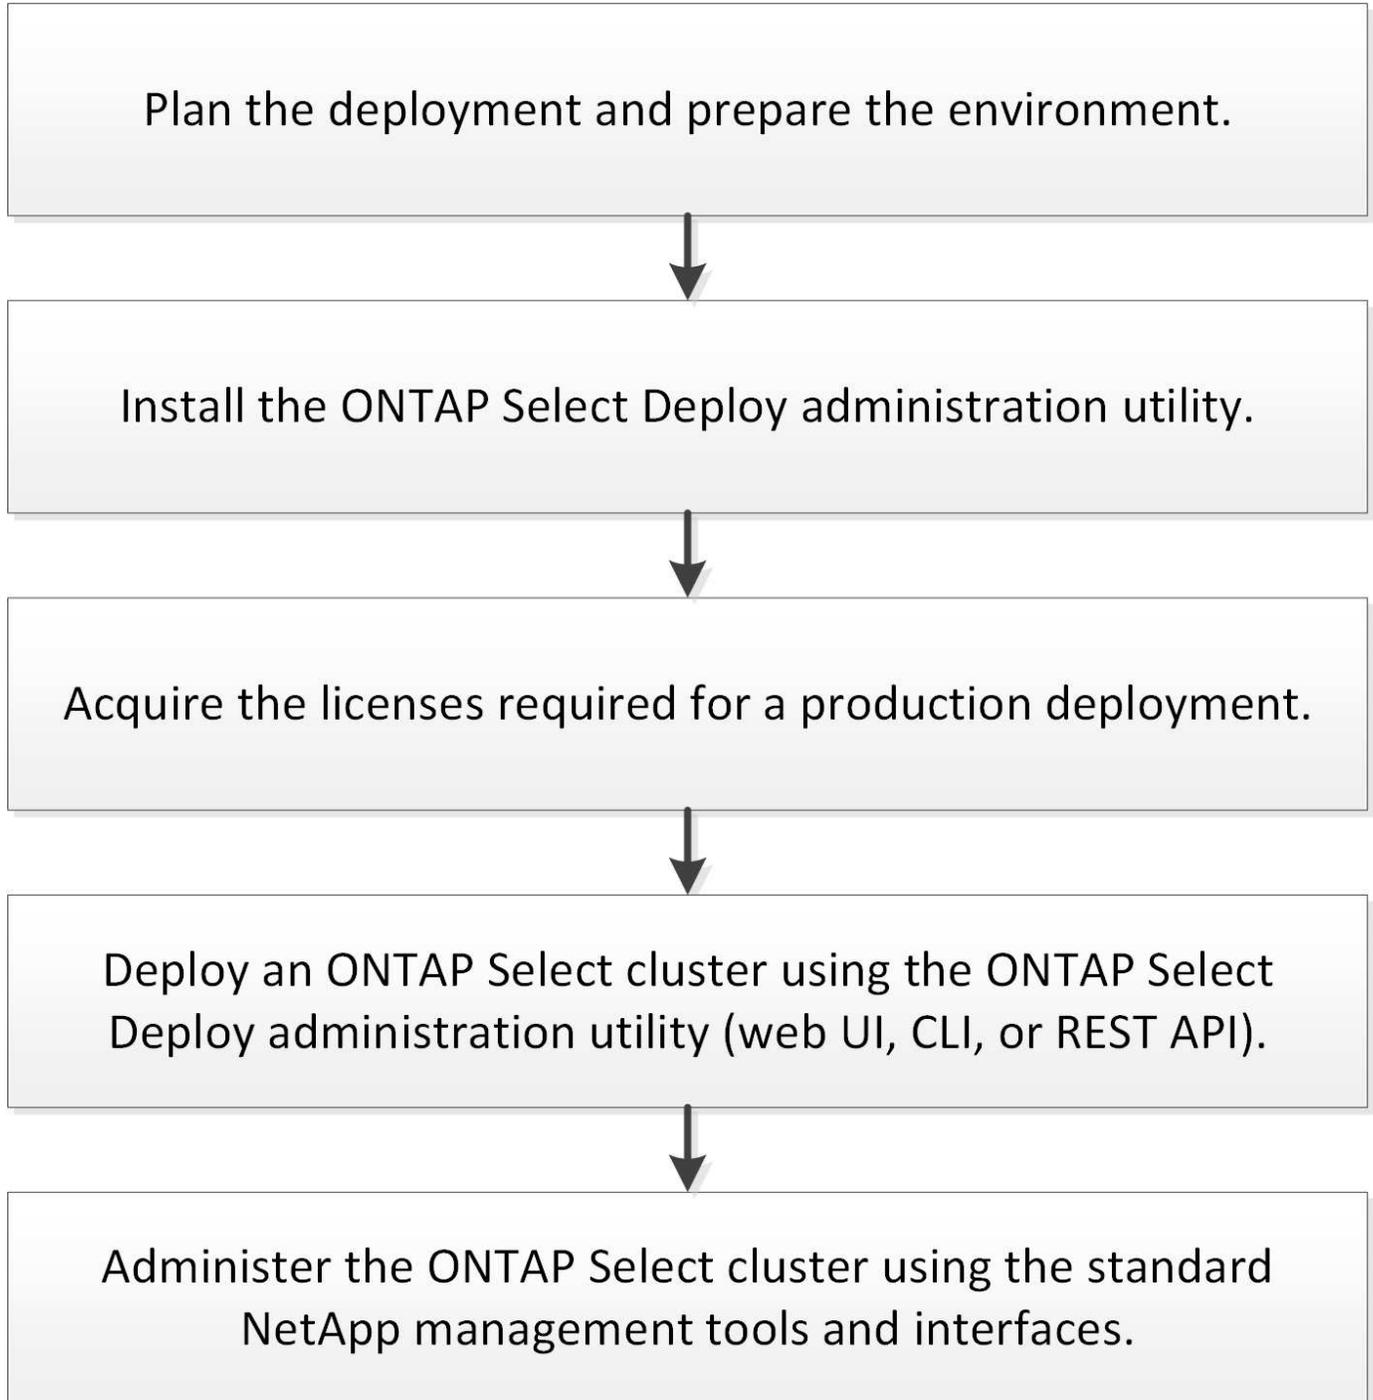 Plan the deployment and prepare the environment.
Install the ONTAP Select Deploy administration utility.
Acquire the licenses required for a production deployment.
Deploy an ONTAP Select cluster using the ONTAP Select
Deploy administration utility (web UI, CLI, or REST API).
Administer the ONTAP Select cluster using the standard
NetApp management tools and interfaces.